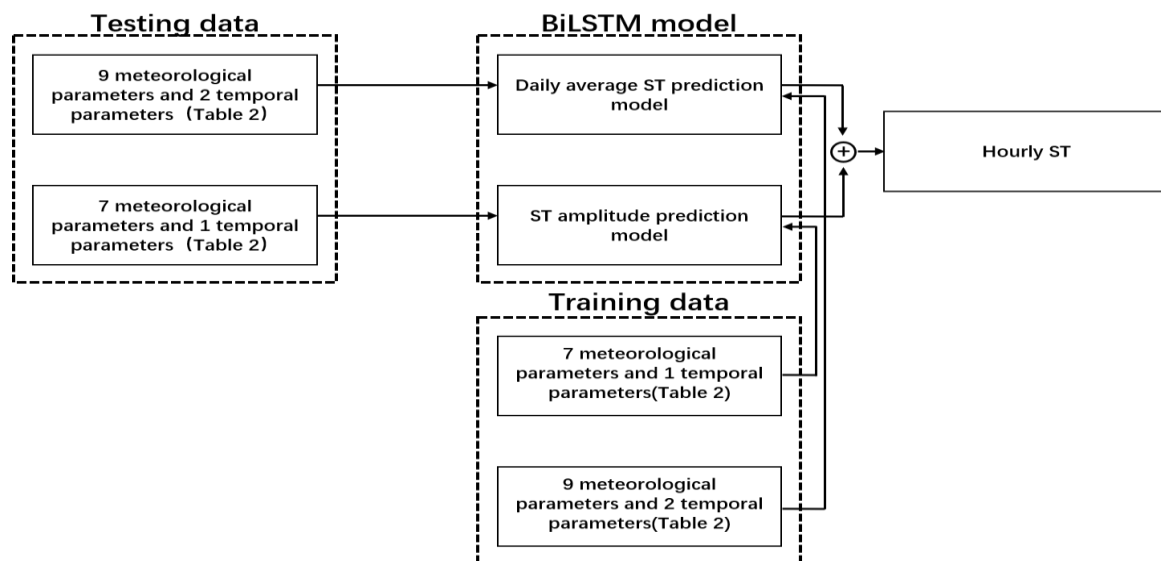 Testing data
9 meteorological
parameters and 2 temporal
parameters（Table 2）
7 meteorological
parameters and 1 temporal
parameters（Table 2）
BiLSTM model
Daily average ST prediction
model
ST amplitude prediction
model
+
Hourly ST
Training data
7 meteorological
parameters and 1 temporal
parameters(Table 2)
9 meteorological
parameters and 2 temporal
parameters(Table 2)